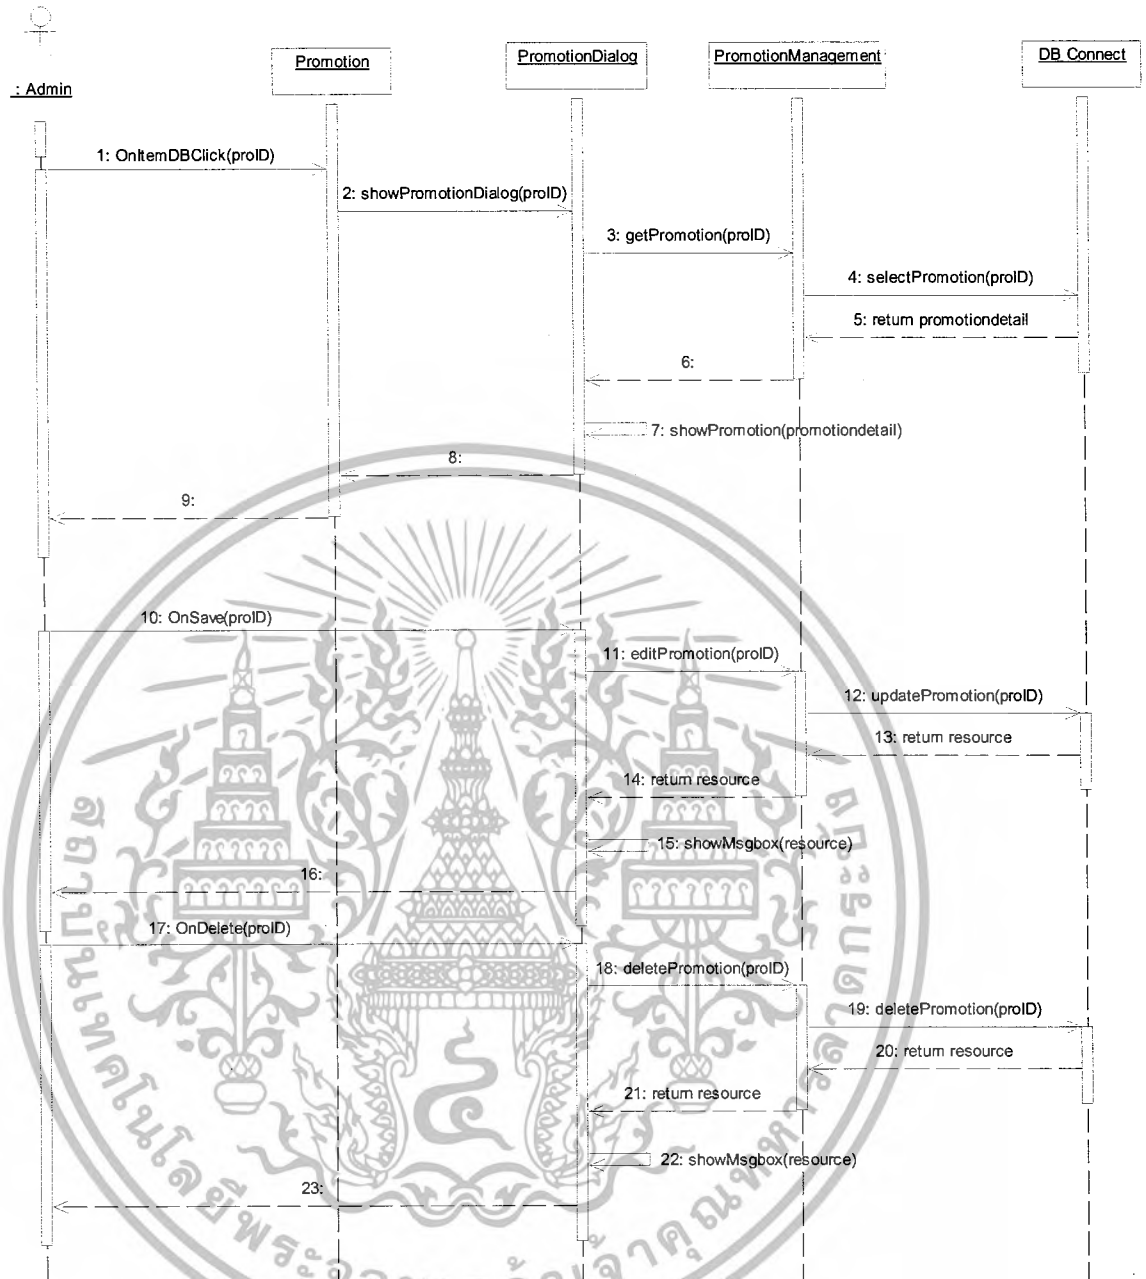 : Admin
Promotion
PromotionDialog
PromotionManagement
DB Connect
1: OnItemDBClick(proID)
2: showPromotionDialog(proID)
3: getPromotion(proID)
4: selectPromotion(proID)
5: return promotiondetail
6:
7: showPromotion(promotiondetail)
8:
9:
10: OnSave(proID)
11: editPromotion(proID)
12: updatePromotion(proID)
13: return resource
14: return resource
15: showMsgbox(resource)
16:
17: OnDelete(proID)
18: deletePromotion(proID)
19: deletePromotion(proID)
20: return resource
21: return resource
22: showMsgbox(resource)
23: